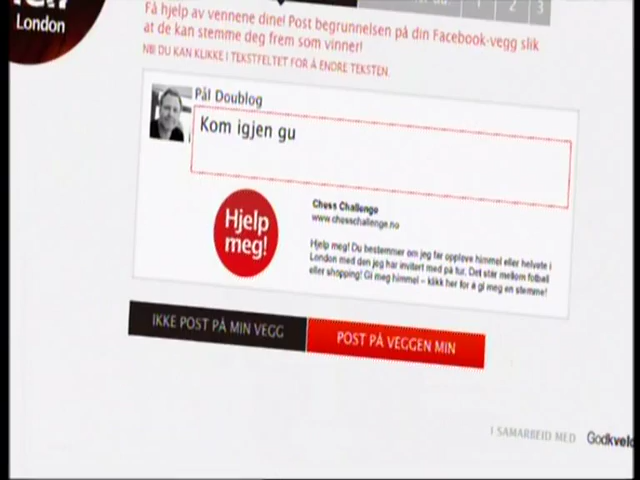 London
1 2 3
Få hjelp av vennene dine! Post begrunnelsen på din Facebook-vegg slik
at de kan stemme deg frem som vinner!
NB! DU KAN KLIKKE I TEKSTFELTET FOR Å ENDRE TEKSTEN.
Pål Doublog
Kom igjen gu
Hjelp
meg!
Chess Challenge
www.chesschallenge.no
Hjelp meg! Du bestemmer om jeg får oppleve himmel eller helvete i
London med den jeg har invitert med på tur. Det står mellom fotball
eller shopping! Gi meg himmel – klikk her for å gi meg en stemme!
IKKE POST PÅ MIN VEGG
POST PÅ VEGGEN MIN
I SAMARBEID MED